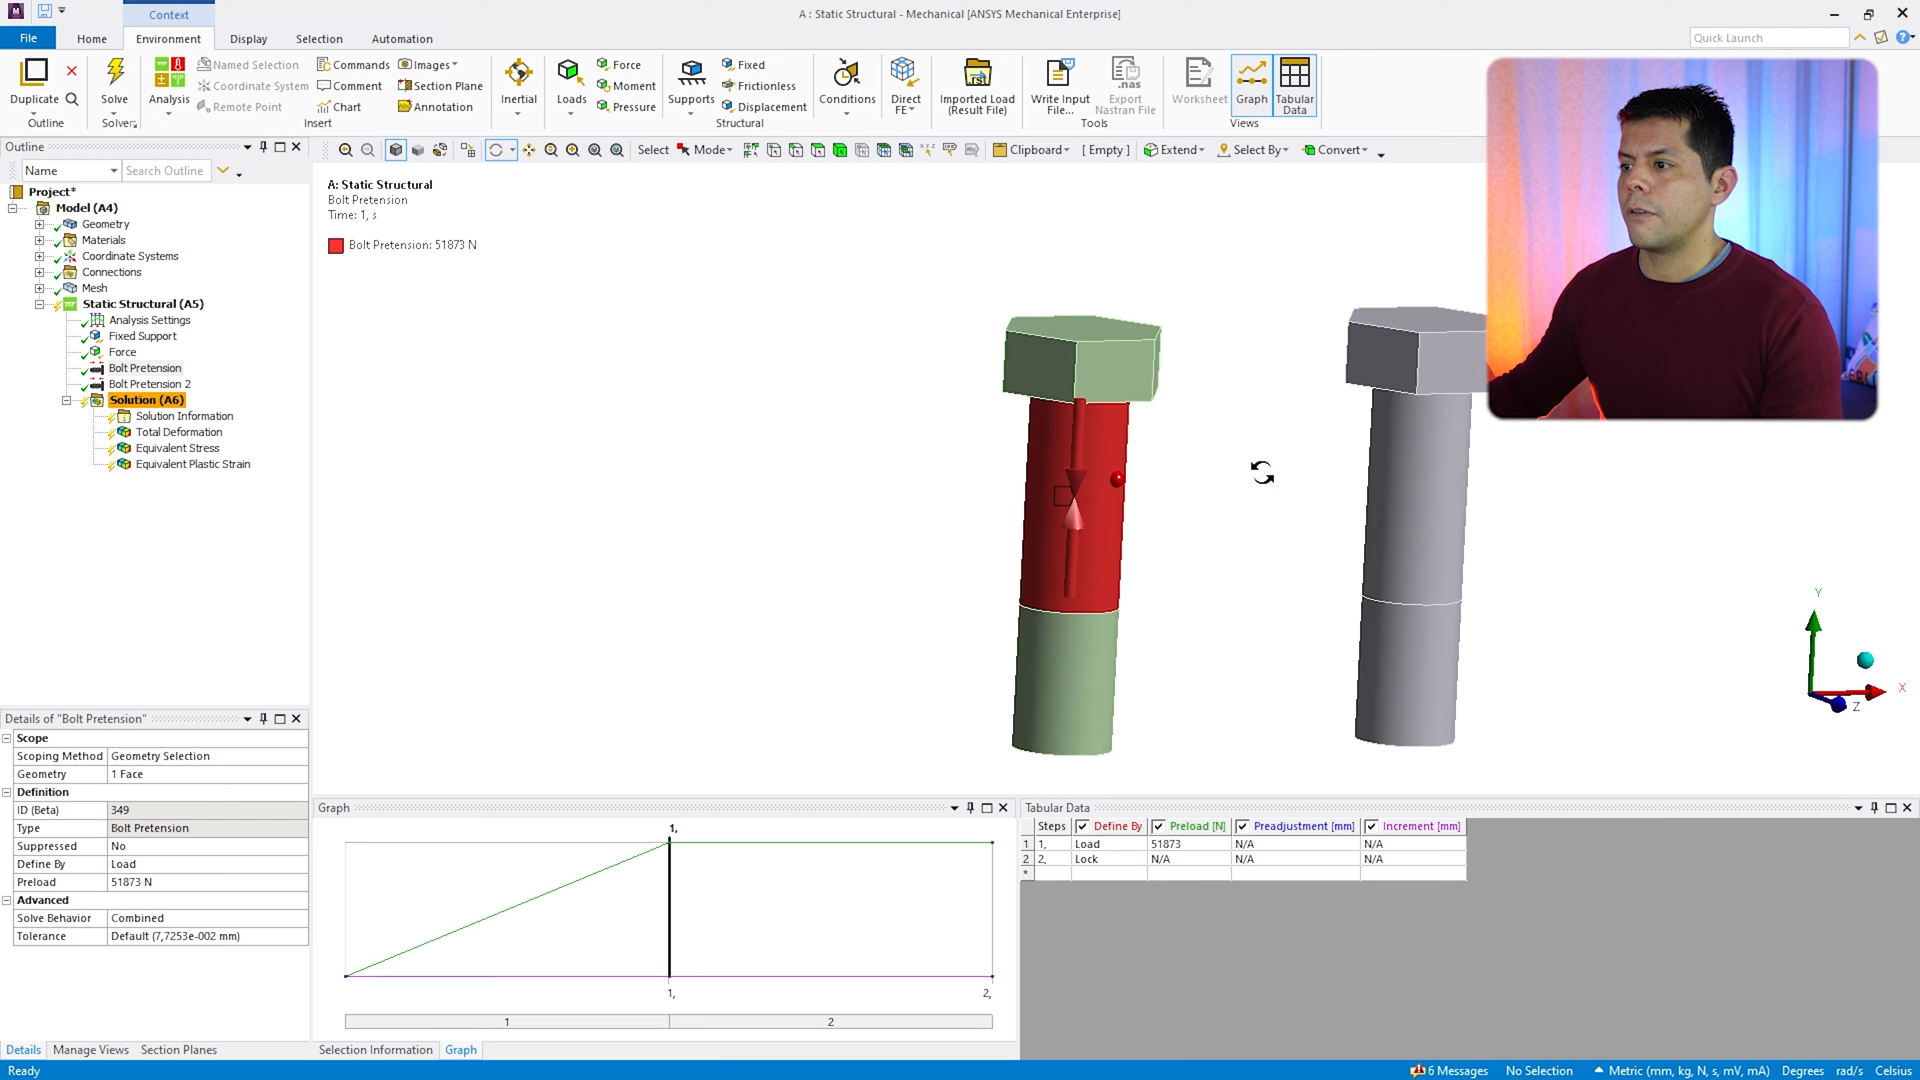 Context
A : Static Structural - Mechanical [ANSYS Mechanical Enterprise]
File Home Environment Display Selection Automation
Quick Launch
Duplicate
Outline
Solve
Solver
Analysis
Named Selection
Coordinate System
Remote Point
Commands
Comment
Chart
Images
Section Plane
Annotation
Insert
Inertial
Loads
Force
Moment
Pressure
Supports
Fixed
Frictionless
Displacement
Structural
Conditions
Direct FE
Imported Load (Result File)
Write Input File...
Export Nastran File
Tools
Worksheet
Graph
Tabular Data
Views
Outline
Name Search Outline
Select Mode Clipboard [ Empty ] Extend Select By Convert
Project*
Model (A4)
Geometry
Materials
Coordinate Systems
Connections
Mesh
Static Structural (A5)
Analysis Settings
Fixed Support
Force
Bolt Pretension
Bolt Pretension 2
Solution (A6)
Solution Information
Total Deformation
Equivalent Stress
Equivalent Plastic Strain
A: Static Structural
Bolt Pretension
Time: 1, s
Bolt Pretension: 51873 N
Y
X
Z
Details of "Bolt Pretension"
Scope
Scoping Method Geometry Selection
Geometry 1 Face
Definition
ID (Beta) 349
Type Bolt Pretension
Suppressed No
Define By Load
Preload 51873 N
Advanced
Solve Behavior Combined
Tolerance Default (7,7253e-002 mm)
Details Manage Views Section Planes
Graph
1,
1, 2,
1 2
Selection Information Graph
Tabular Data
Steps Define By Preload [N] Preadjustment [mm] Increment [mm]
1 1, Load 51873 N/A N/A
2 2, Lock N/A N/A N/A
*
Ready
6 Messages No Selection Metric (mm, kg, N, s, mV, mA) Degrees rad/s Celsius